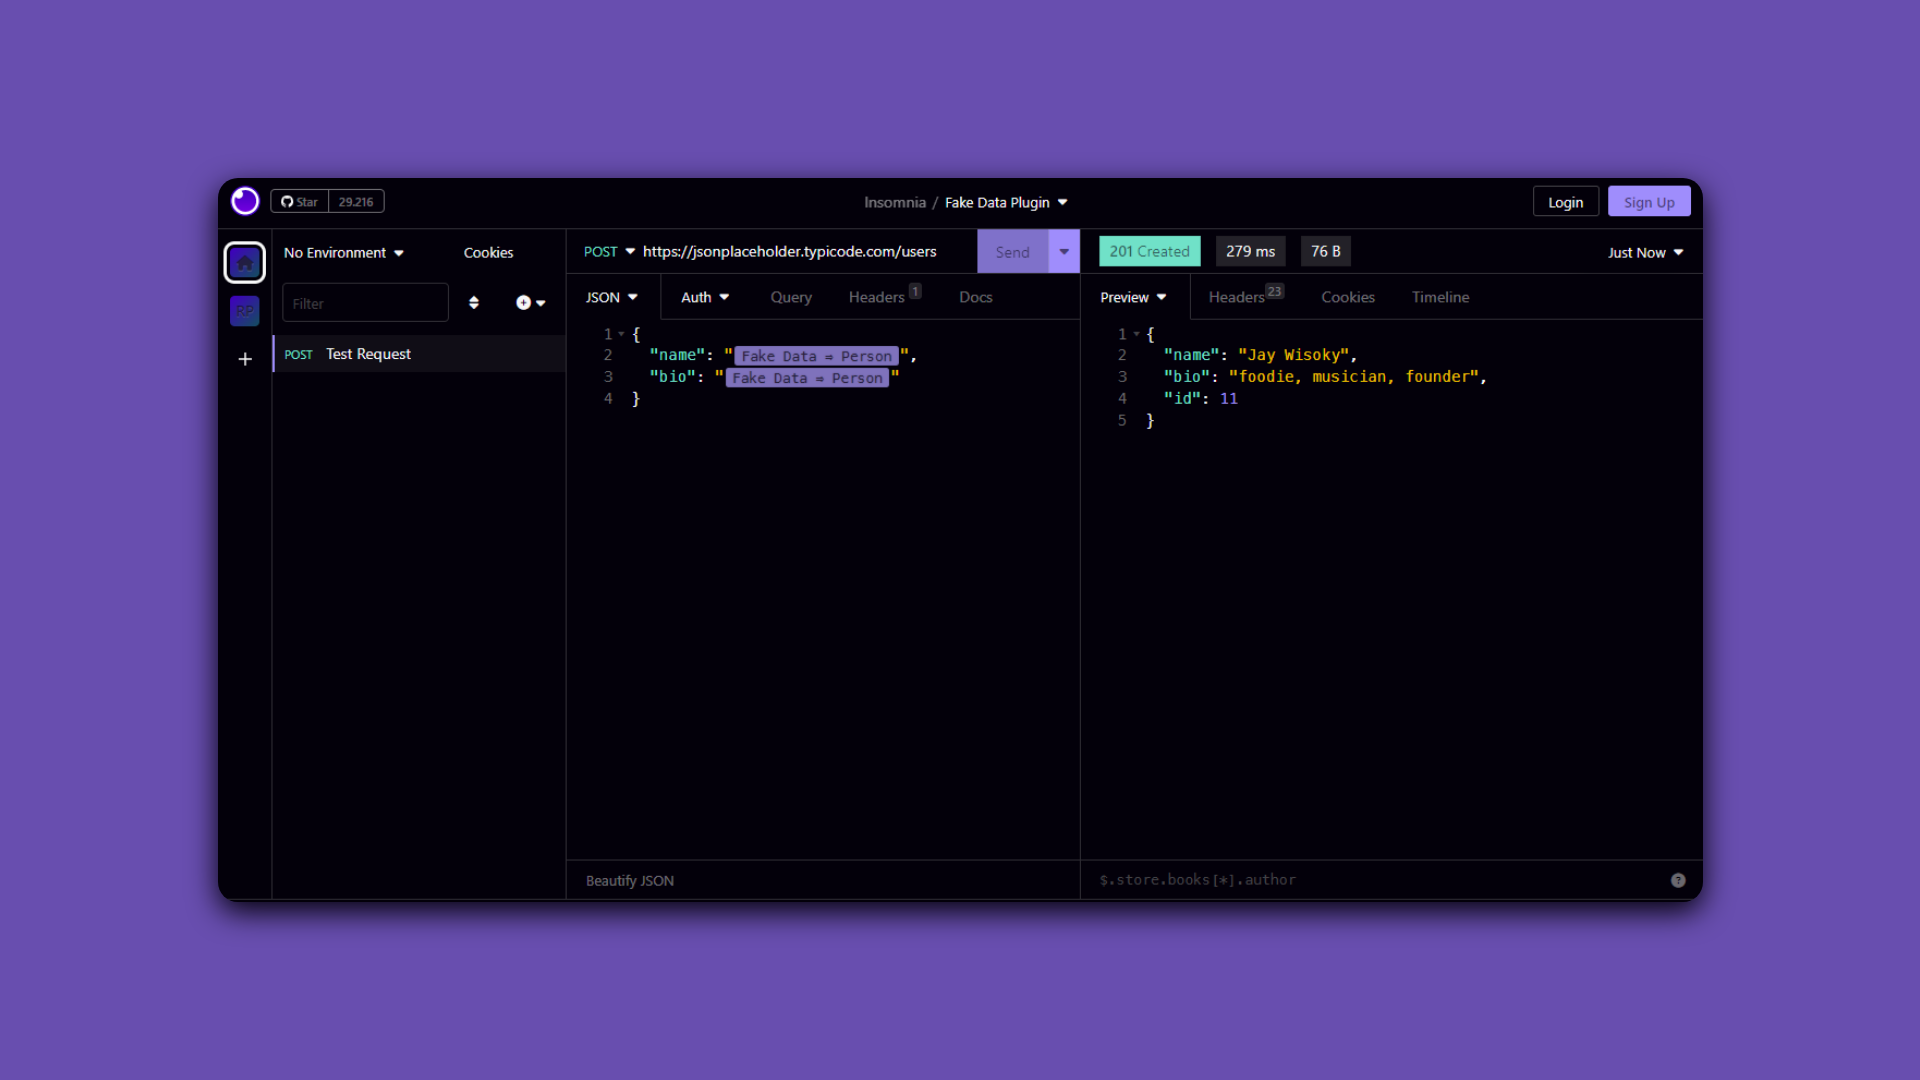 Star 29.216
Insomnia / Fake Data Plugin
Login
Sign Up
RP
No Environment
Cookies
Filter
POST Test Request
POST https://jsonplaceholder.typicode.com/users
Send
JSON Auth Query Headers 1 Docs
1 {
2 "name": "Fake Data ⇒ Person",
3 "bio": "Fake Data ⇒ Person"
4 }
Beautify JSON
201 Created 279 ms 76 B Just Now
Preview Headers 23 Cookies Timeline
1 {
2 "name": "Jay Wisoky",
3 "bio": "foodie, musician, founder",
4 "id": 11
5 }
$.store.books[*].author
?